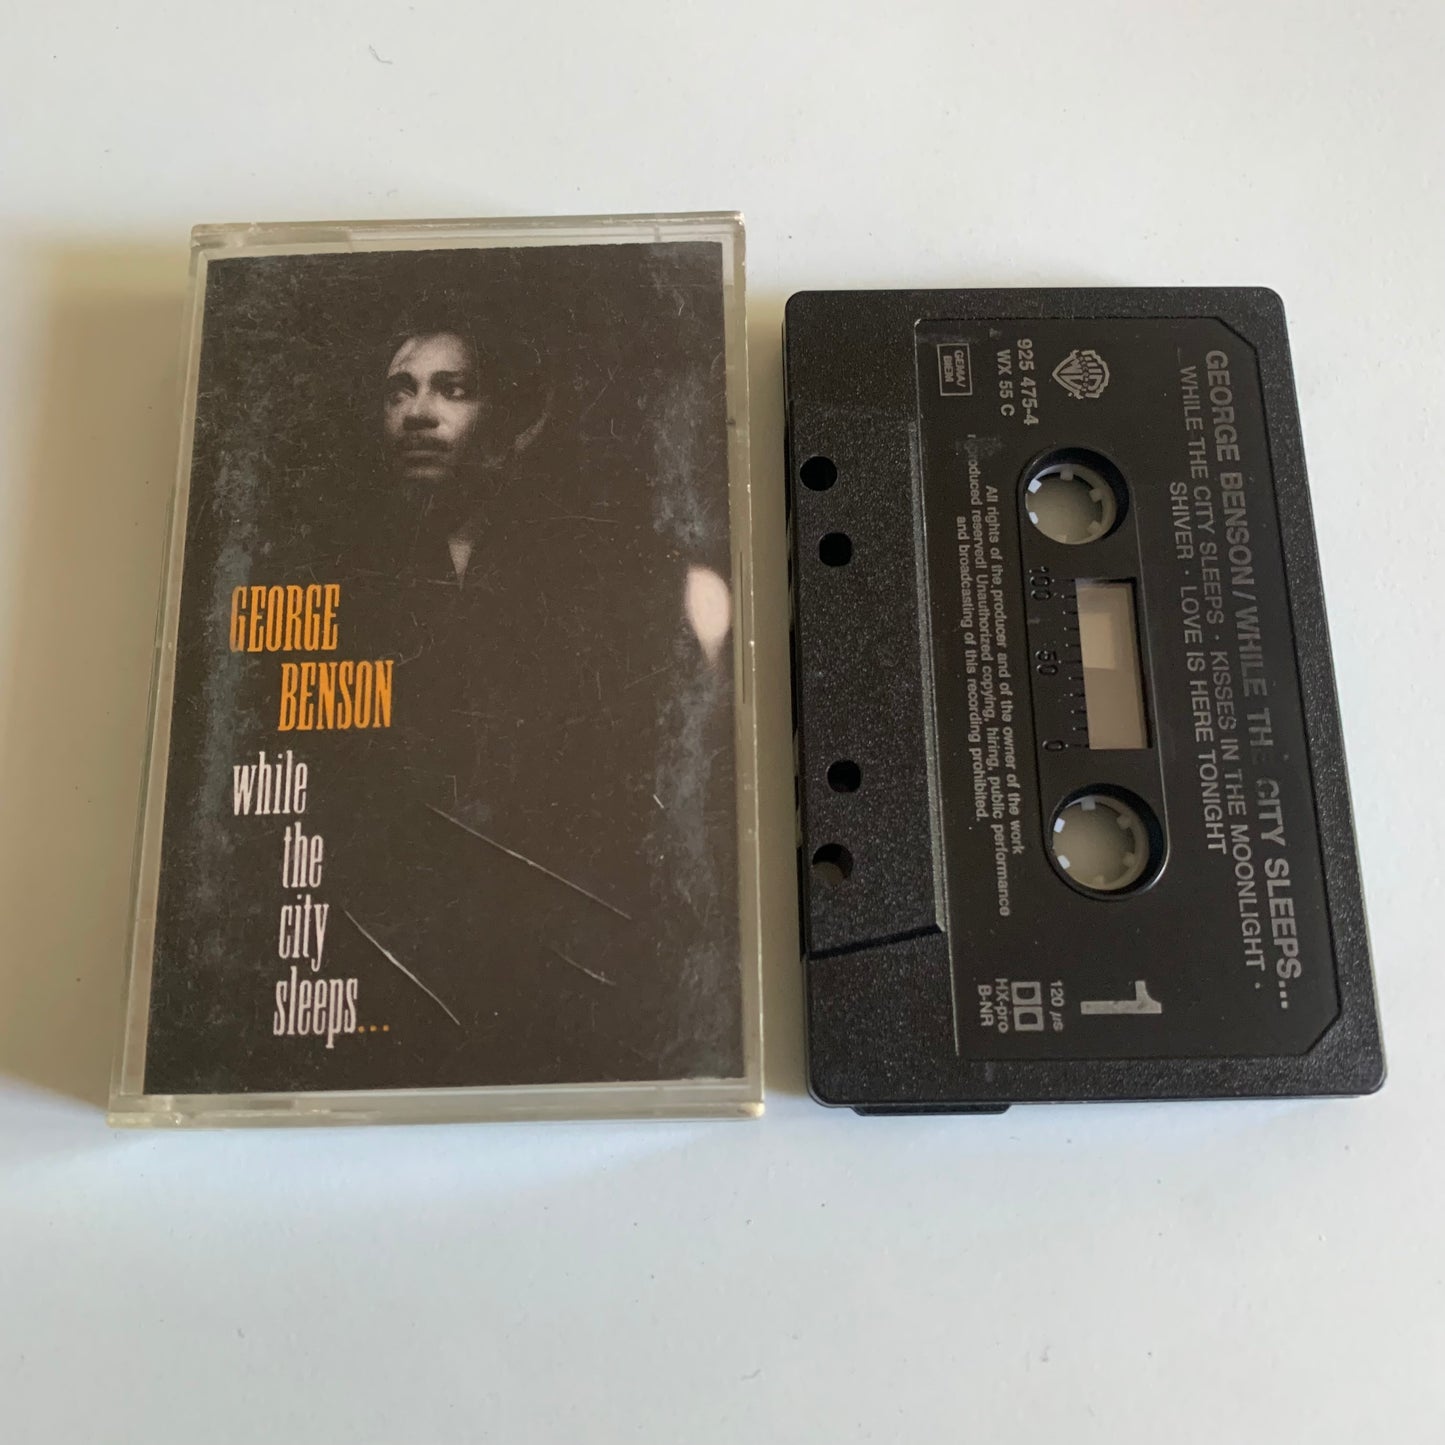 GEORGE
BENSON
while
the
city
sleeps...
GEORGE BENSON/WHILE THE CITY SLEEPS...
WHILE THE CITY SLEEPS · KISSES IN THE MOONLIGHT ·
SHIVER · LOVE IS HERE TONIGHT
925 475-4
WX 55 C
GEMA/
BIEM
100
50
0
1
All rights of the producer and of the owner of the work
reproduced reserved! Unauthorized copying, hiring, public performance
and broadcasting of this recording prohibited.
120 µs
HX-pro
B-NR